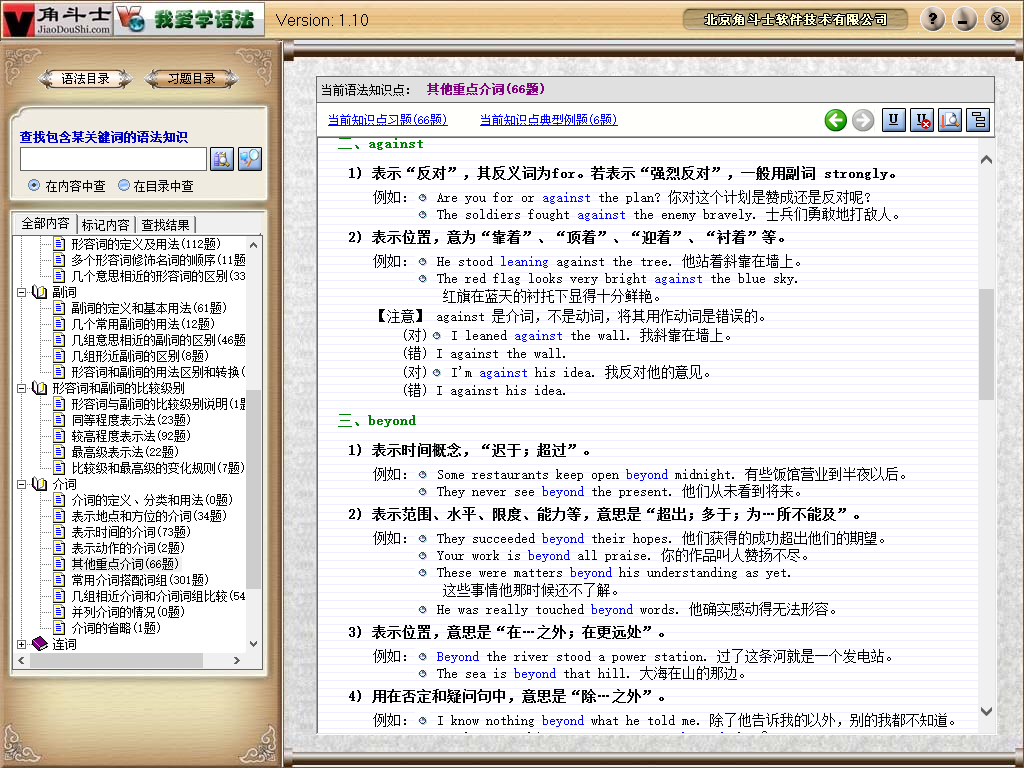 角斗士
JiaoDouShi.com
我爱学语法
Version: 1.10
北京角斗士软件技术有限公司
语法目录
习题目录
查找包含某关键词的语法知识
在内容中查
在目录中查
全部内容
标记内容
查找结果
形容词的定义及用法(112题)
多个形容词修饰名词的顺序(11题
几个意思相近的形容词的区别(33
副词
副词的定义和基本用法(61题)
几个常用副词的用法(12题)
几组意思相近的副词的区别(46题
几组形近副词的区别(8题)
形容词和副词的用法区别和转换(
形容词和副词的比较级别
形容词与副词的比较级别说明(1题
同等程度表示法(23题)
较高程度表示法(92题)
最高级表示法(22题)
比较级和最高级的变化规则(7题)
介词
介词的定义、分类和用法(0题)
表示地点和方位的介词(34题)
表示时间的介词(73题)
表示动作的介词(2题)
其他重点介词(66题)
常用介词搭配词组(301题)
几组相近介词和介词词组比较(54
并列介词的情况(0题)
介词的省略(1题)
连词
当前语法知识点： 其他重点介词(66题)
当前知识点习题(66题)
当前知识点典型例题(6题)
二、against
1) 表示“反对”，其反义词为for。若表示“强烈反对”，一般用副词 strongly。
例如： Are you for or against the plan? 你对这个计划是赞成还是反对呢?
The soldiers fought against the enemy bravely. 士兵们勇敢地打敌人。
2) 表示位置，意为“靠着”、“顶着”、“迎着”、“衬着”等。
例如： He stood leaning against the tree. 他站着斜靠在墙上。
The red flag looks very bright against the blue sky.
红旗在蓝天的衬托下显得十分鲜艳。
【注意】 against 是介词，不是动词，将其用作动词是错误的。
(对) I leaned against the wall. 我斜靠在墙上。
(错) I against the wall.
(对) I'm against his idea. 我反对他的意见。
(错) I against his idea.
三、beyond
1) 表示时间概念，“迟于；超过”。
例如： Some restaurants keep open beyond midnight. 有些饭馆营业到半夜以后。
They never see beyond the present. 他们从未看到将来。
2) 表示范围、水平、限度、能力等，意思是“超出；多于；为…所不能及”。
例如： They succeeded beyond their hopes. 他们获得的成功超出他们的期望。
Your work is beyond all praise. 你的作品叫人赞扬不尽。
These were matters beyond his understanding as yet.
这些事情他那时候还不了解。
He was really touched beyond words. 他确实感动得无法形容。
3) 表示位置，意思是“在…之外；在更远处”。
例如： Beyond the river stood a power station. 过了这条河就是一个发电站。
The sea is beyond that hill. 大海在山的那边。
4) 用在否定和疑问句中，意思是“除…之外”。
例如： I know nothing beyond what he told me. 除了他告诉我的以外，别的我都不知道。